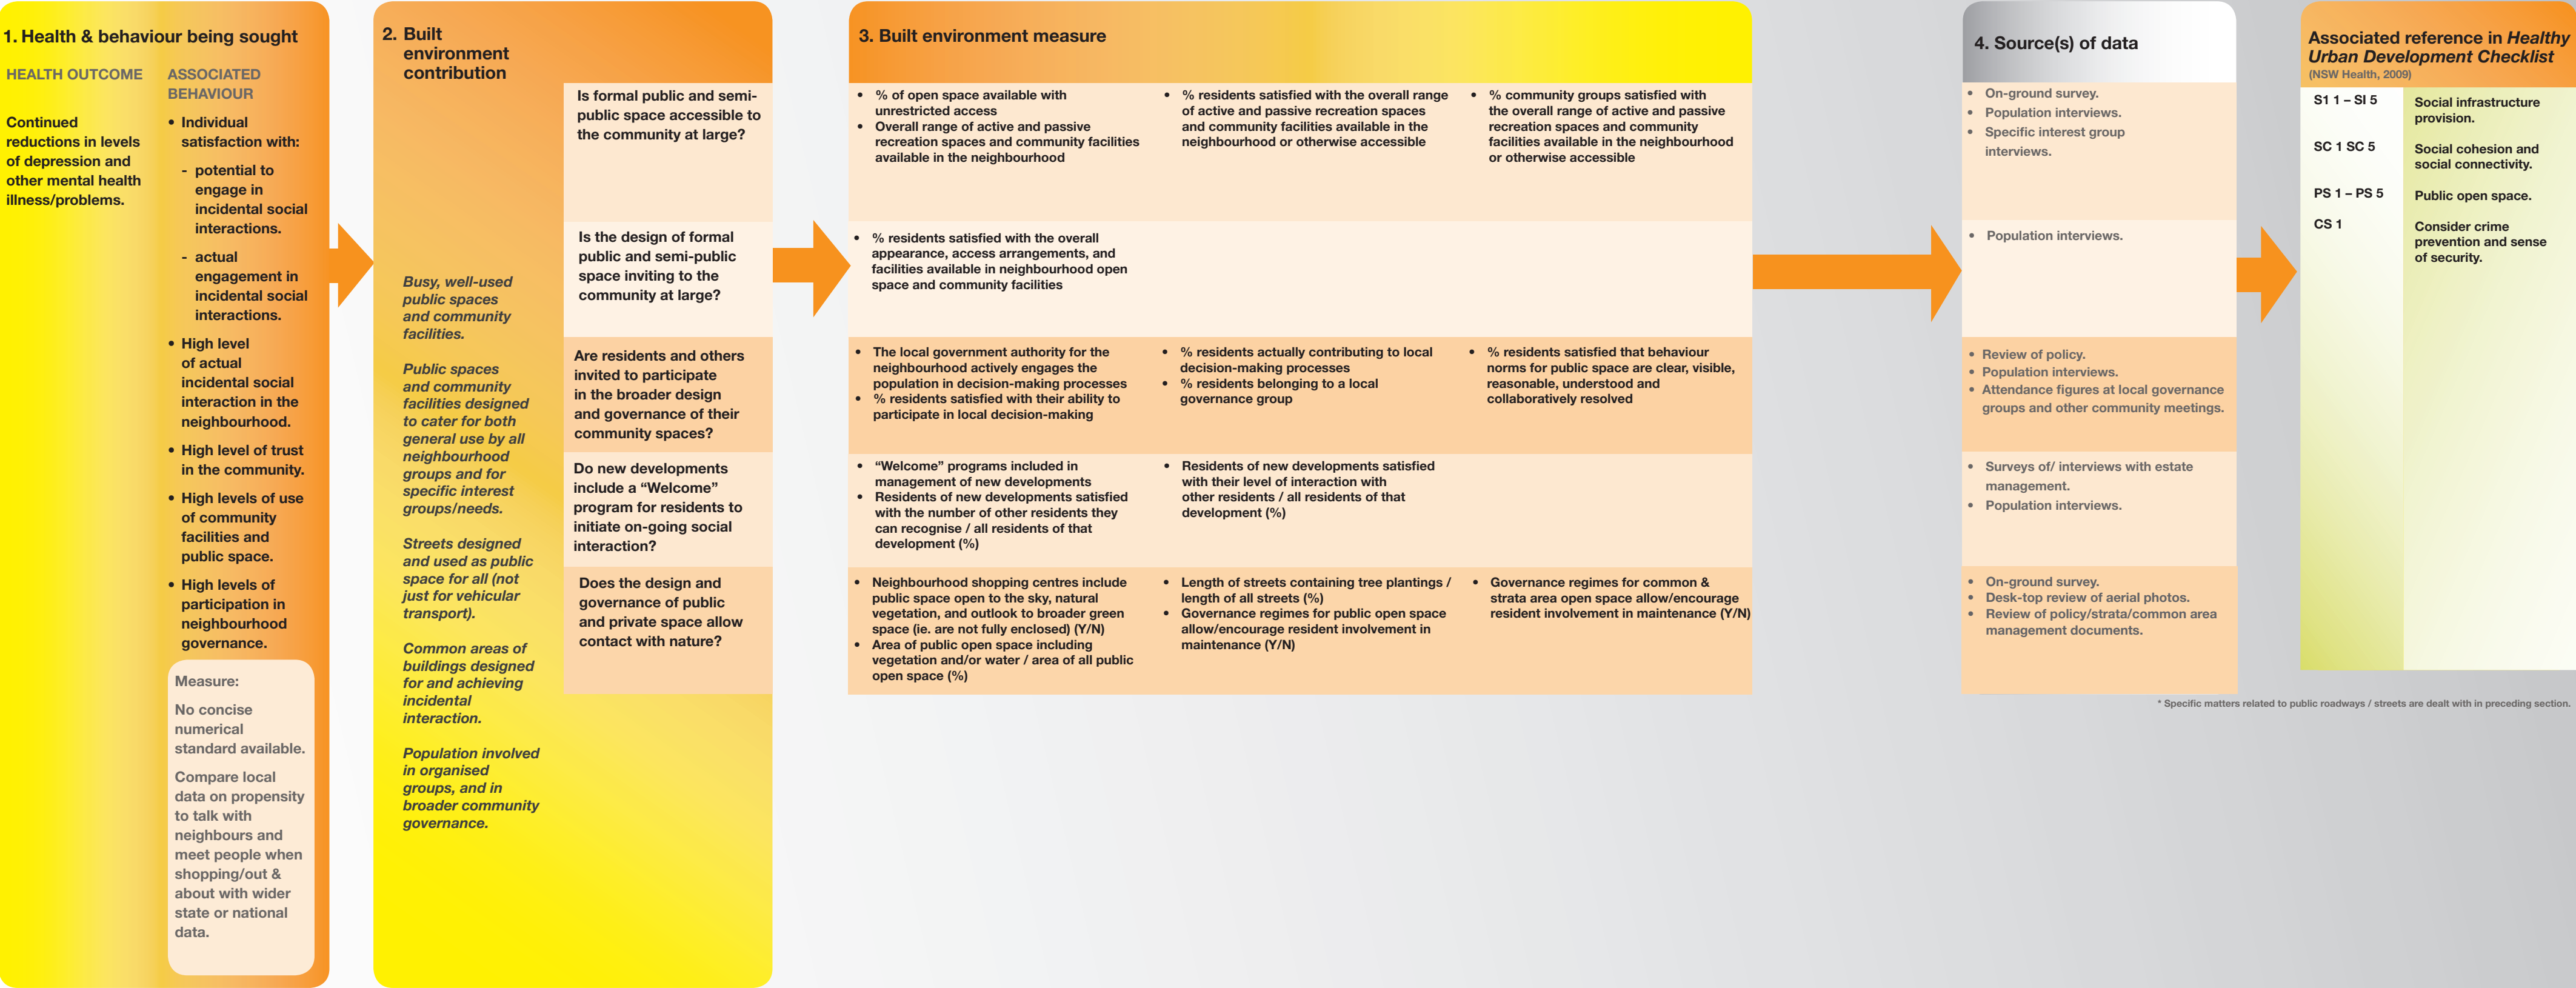 1. Health & behaviour being sought
HEALTH OUTCOME
Continued
reductions in levels
of depression and
other mental health
illness/problems.
ASSOCIATED
BEHAVIOUR
• Individual
satisfaction with:
- potential to
engage in
incidental social
interactions.
- actual
engagement in
incidental social
interactions.
• High level
of actual
incidental social
interaction in the
neighbourhood.
• High level of trust
in the community.
• High levels of use
of community
facilities and
public space.
• High levels of
participation in
neighbourhood
governance.
Measure:
No concise
numerical
standard available.
Compare local
data on propensity
to talk with
neighbours and
meet people when
shopping/out &
about with wider
state or national
data.
2. Built
environment
contribution
Busy, well-used
public spaces
and community
facilities.
Public spaces
and community
facilities designed
to cater for both
general use by all
neighbourhood
groups and for
specific interest
groups/needs.
Streets designed
and used as public
space for all (not
just for vehicular
transport).
Common areas of
buildings designed
for and achieving
incidental
interaction.
Population involved
in organised
groups, and in
broader community
governance.
Is formal public and semi-
public space accessible to
the community at large?
Is the design of formal
public and semi-public
space inviting to the
community at large?
Are residents and others
invited to participate
in the broader design
and governance of their
community spaces?
Do new developments
include a “Welcome”
program for residents to
initiate on-going social
interaction?
Does the design and
governance of public
and private space allow
contact with nature?
3. Built environment measure
• % of open space available with
unrestricted access
• Overall range of active and passive
recreation spaces and community facilities
available in the neighbourhood
• % residents satisfied with the overall range
of active and passive recreation spaces
and community facilities available in the
neighbourhood or otherwise accessible
• % community groups satisfied with
the overall range of active and passive
recreation spaces and community
facilities available in the neighbourhood
or otherwise accessible
• % residents satisfied with the overall
appearance, access arrangements, and
facilities available in neighbourhood open
space and community facilities
• The local government authority for the
neighbourhood actively engages the
population in decision-making processes
• % residents satisfied with their ability to
participate in local decision-making
• % residents actually contributing to local
decision-making processes
• % residents belonging to a local
governance group
• % residents satisfied that behaviour
norms for public space are clear, visible,
reasonable, understood and
collaboratively resolved
• “Welcome” programs included in
management of new developments
• Residents of new developments satisfied
with the number of other residents they
can recognise / all residents of that
development (%)
• Residents of new developments satisfied
with their level of interaction with
other residents / all residents of that
development (%)
• Neighbourhood shopping centres include
public space open to the sky, natural
vegetation, and outlook to broader green
space (ie. are not fully enclosed) (Y/N)
• Area of public open space including
vegetation and/or water / area of all public
open space (%)
• Length of streets containing tree plantings /
length of all streets (%)
• Governance regimes for public open space
allow/encourage resident involvement in
maintenance (Y/N)
• Governance regimes for common &
strata area open space allow/encourage
resident involvement in maintenance (Y/N)
4. Source(s) of data
• On-ground survey.
• Population interviews.
• Specific interest group
interviews.
• Population interviews.
• Review of policy.
• Population interviews.
• Attendance figures at local governance
groups and other community meetings.
• Surveys of/ interviews with estate
management.
• Population interviews.
• On-ground survey.
• Desk-top review of aerial photos.
• Review of policy/strata/common area
management documents.
Associated reference in Healthy
Urban Development Checklist
(NSW Health, 2009)
S1 1 – SI 5
Social infrastructure
provision.
SC 1 SC 5
Social cohesion and
social connectivity.
PS 1 – PS 5
Public open space.
CS 1
Consider crime
prevention and sense
of security.
* Specific matters related to public roadways / streets are dealt with in preceding section.